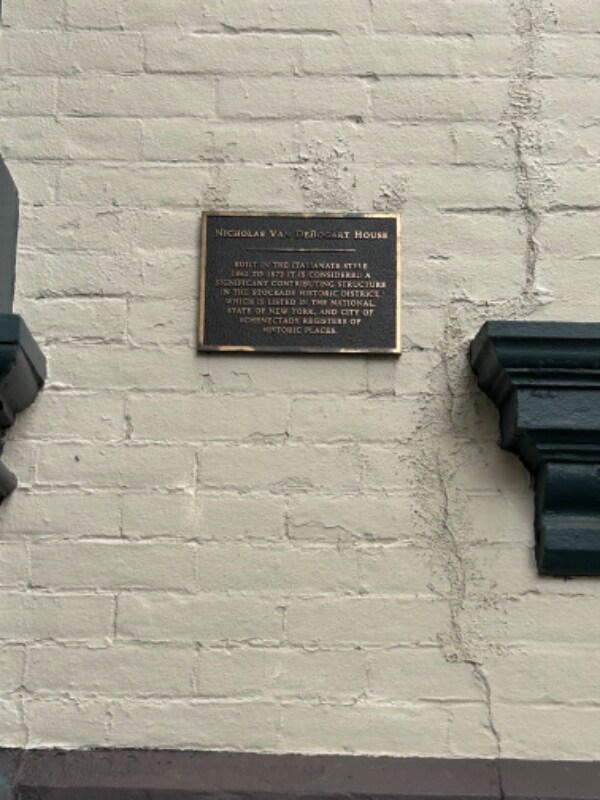 NICHOLAS VAN DEBOGART HOUSE
BUILT IN THE ITALIANATE STYLE
1862 TO 1872 IT IS CONSIDERED A
SIGNIFICANT CONTRIBUTING STRUCTURE
IN THE STOCKADE HISTORIC DISTRICT,
WHICH IS LISTED IN THE NATIONAL,
STATE OF NEW YORK, AND CITY OF
SCHENECTADY REGISTERS OF
HISTORIC PLACES.